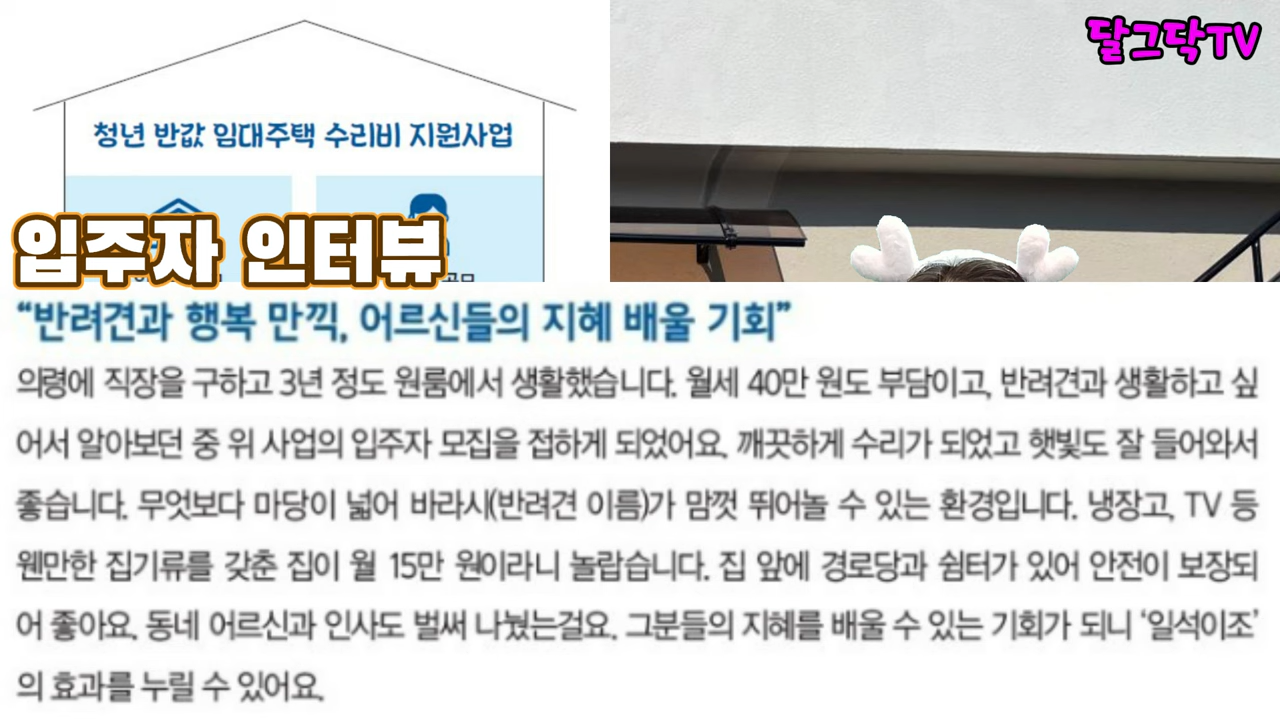 달그닥TV
청년 반값 임대주택 수리비 지원사업
입주자 인터뷰
“반려견과 행복 만끽, 어르신들의 지혜 배울 기회”
의령에 직장을 구하고 3년 정도 원룸에서 생활했습니다. 월세 40만 원도 부담이고, 반려견과 생활하고 싶
어서 알아보던 중 위 사업의 입주자 모집을 접하게 되었어요. 깨끗하게 수리가 되었고 햇빛도 잘 들어와서
좋습니다. 무엇보다 마당이 넓어 바라시(반려견 이름)가 맘껏 뛰어놀 수 있는 환경입니다. 냉장고, TV 등
웬만한 집기류를 갖춘 집이 월 15만 원이라니 놀랍습니다. 집 앞에 경로당과 쉼터가 있어 안전이 보장되
어 좋아요. 동네 어르신과 인사도 벌써 나눴는걸요. 그분들의 지혜를 배울 수 있는 기회가 되니 ‘일석이조’
의 효과를 누릴 수 있어요.